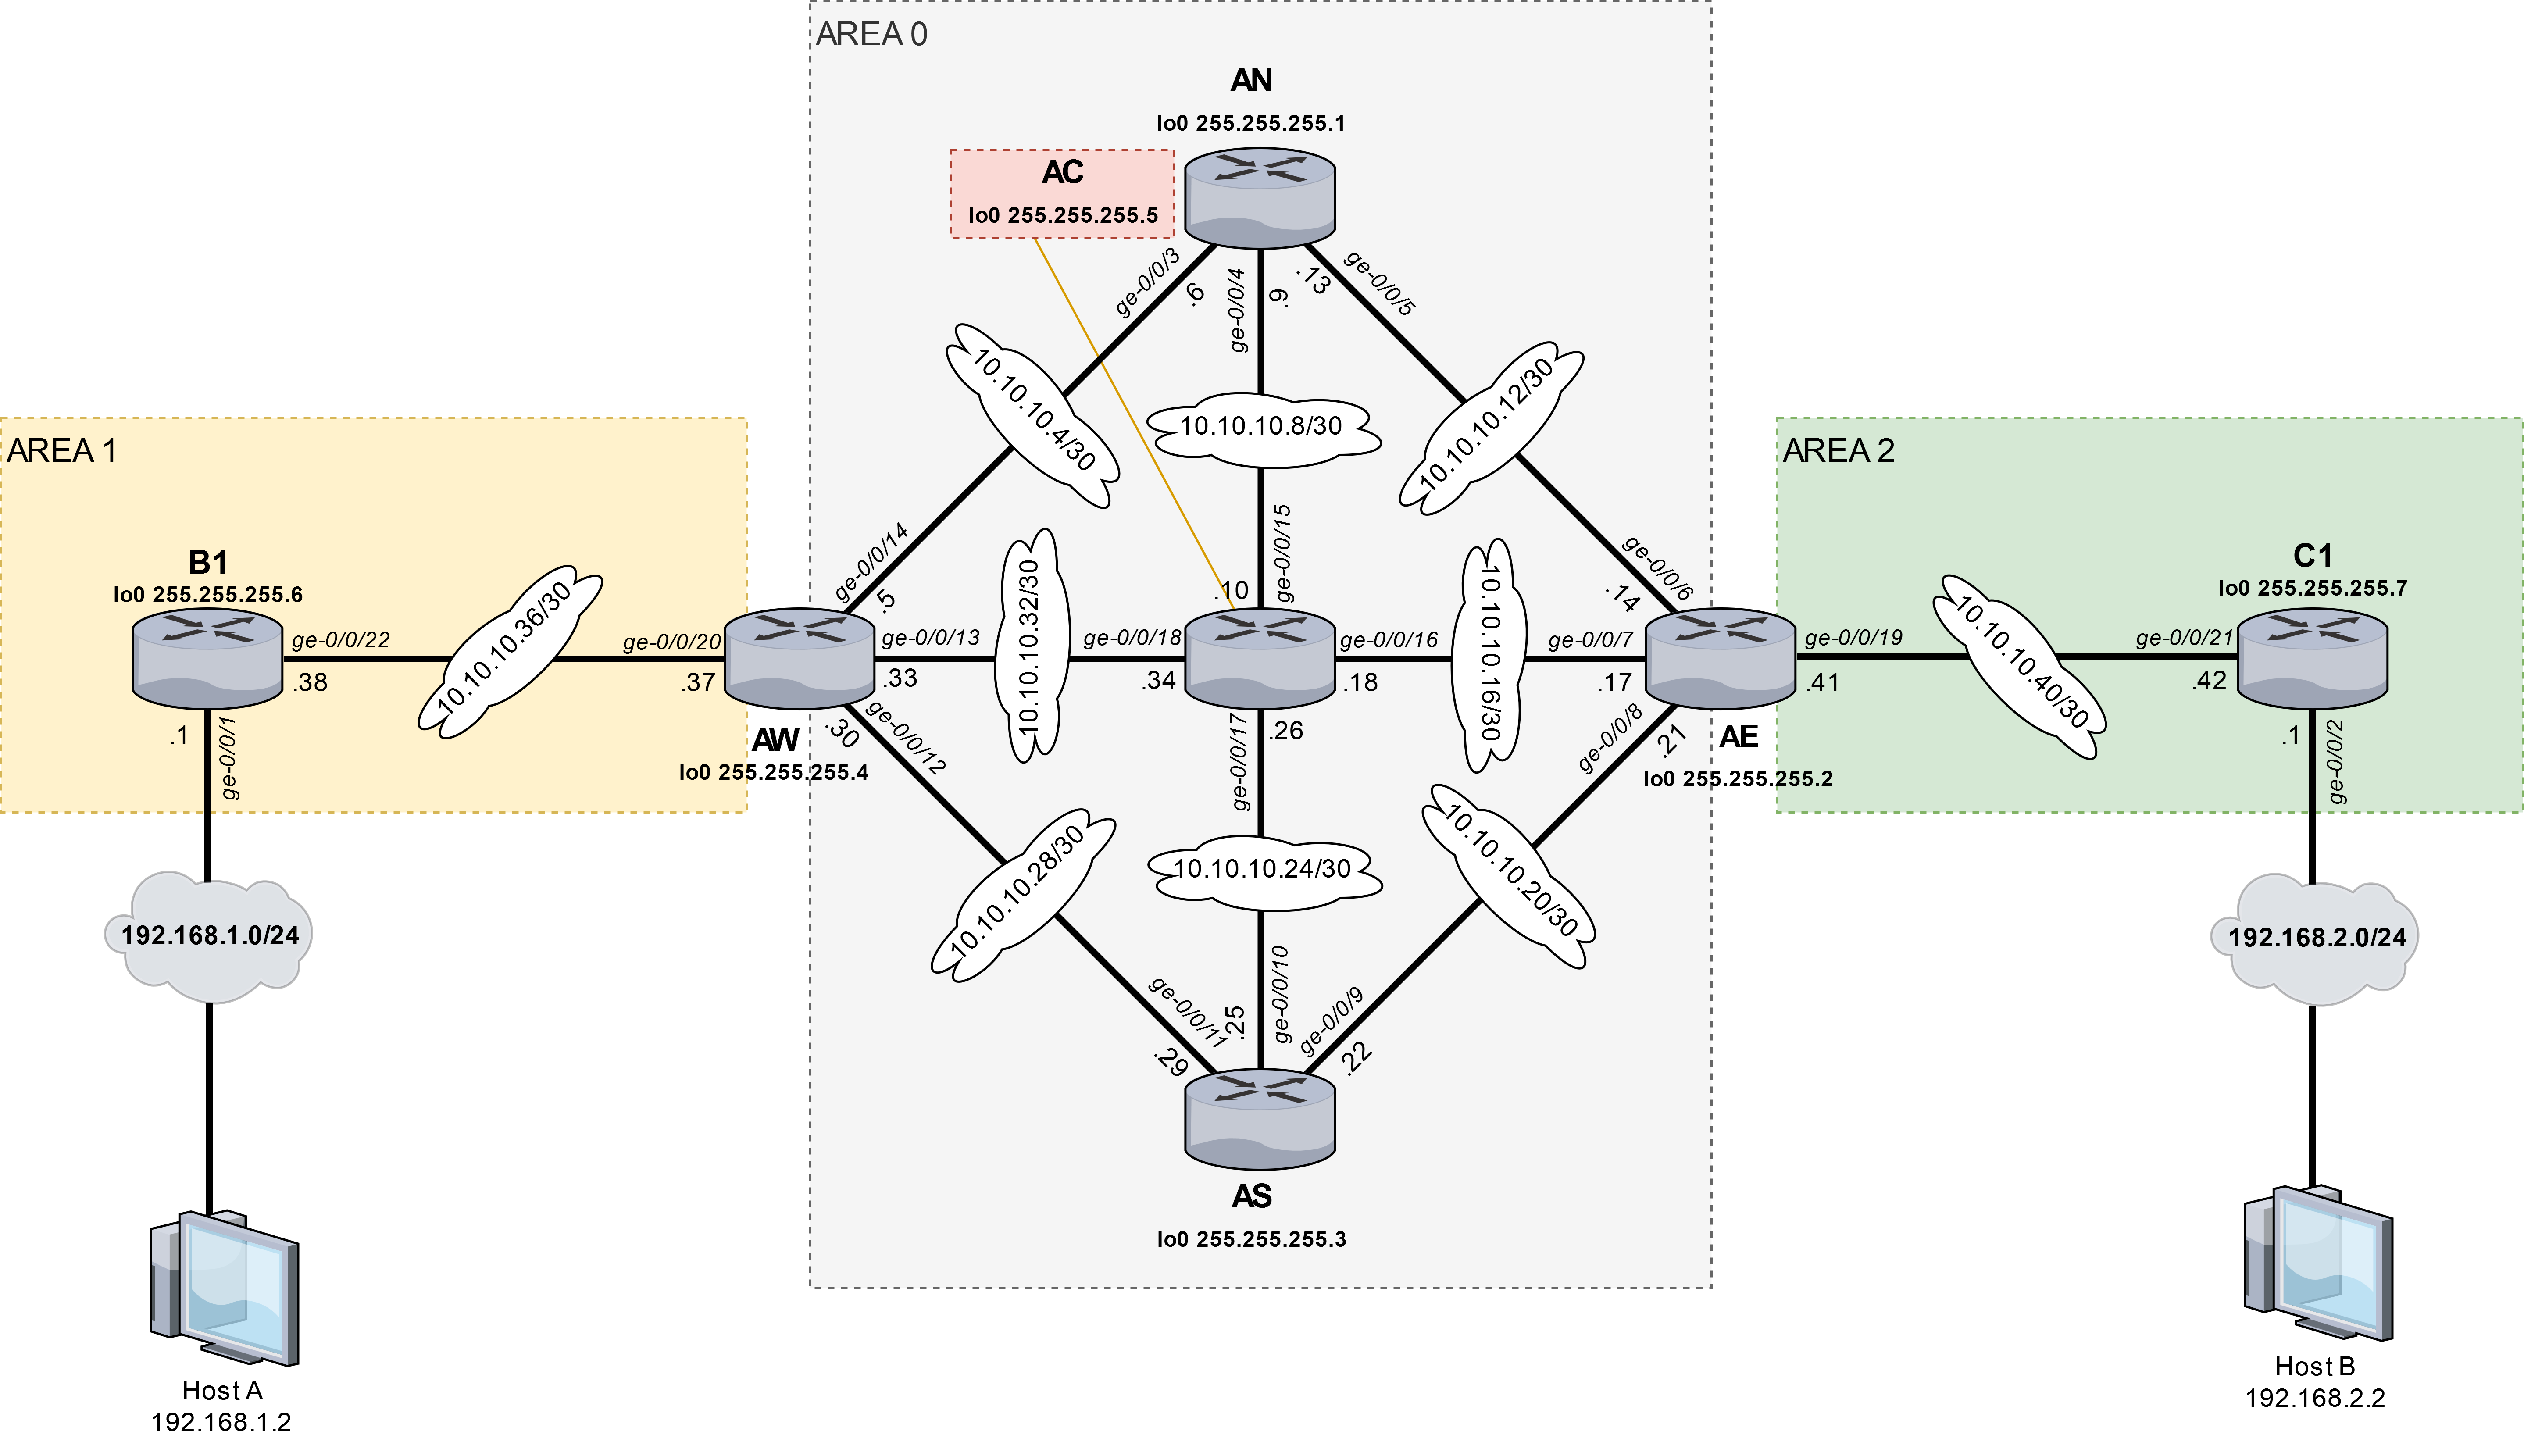 AREA 0
AN
lo0 255.255.255.1
AC
lo0 255.255.255.5
ge-0/0/3
.6
ge-0/0/4
.9
.13
ge-0/0/5
10.10.10.4/30
10.10.10.8/30
10.10.10.12/30
AREA 1
AREA 2
B1
lo0 255.255.255.6
ge-0/0/22
.38
10.10.10.36/30
ge-0/0/20
.37
.1
ge-0/0/1
AW
lo0 255.255.255.4
ge-0/0/14
.5
ge-0/0/13
.33
.30
ge-0/0/12
10.10.10.32/30
ge-0/0/18
.34
.10
ge-0/0/15
ge-0/0/16
.18
ge-0/0/17
.26
10.10.10.16/30
ge-0/0/6
.14
ge-0/0/7
.17
ge-0/0/8
.21
AE
lo0 255.255.255.2
ge-0/0/19
.41
10.10.10.40/30
C1
lo0 255.255.255.7
ge-0/0/21
.42
.1
ge-0/0/2
10.10.10.28/30
10.10.10.24/30
10.10.10.20/30
192.168.1.0/24
192.168.2.0/24
ge-0/0/11
.29
.25
ge-0/0/10
ge-0/0/9
.22
AS
lo0 255.255.255.3
Host A
192.168.1.2
Host B
192.168.2.2